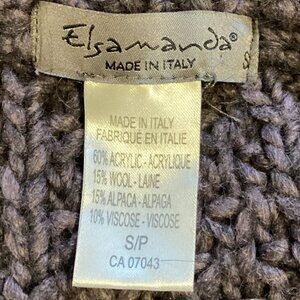 Elsamanda®
MADE IN ITALY
S
MADE IN ITALY
FABRIQUÉ EN ITALIE
60% ACRYLIC - ACRYLIQUE
15% WOOL - LAINE
15% ALPACA - ALPAGA
10% VISCOSE - VISCOSE
S/P
CA 07043